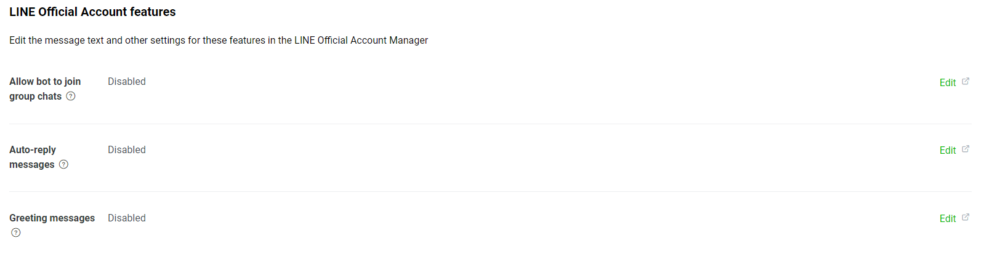 LINE Official Account features
Edit the message text and other settings for these features in the LINE Official Account Manager
Allow bot to join
group chats ?
Disabled
Edit
Auto-reply
messages ?
Disabled
Edit
Greeting messages
?
Disabled
Edit